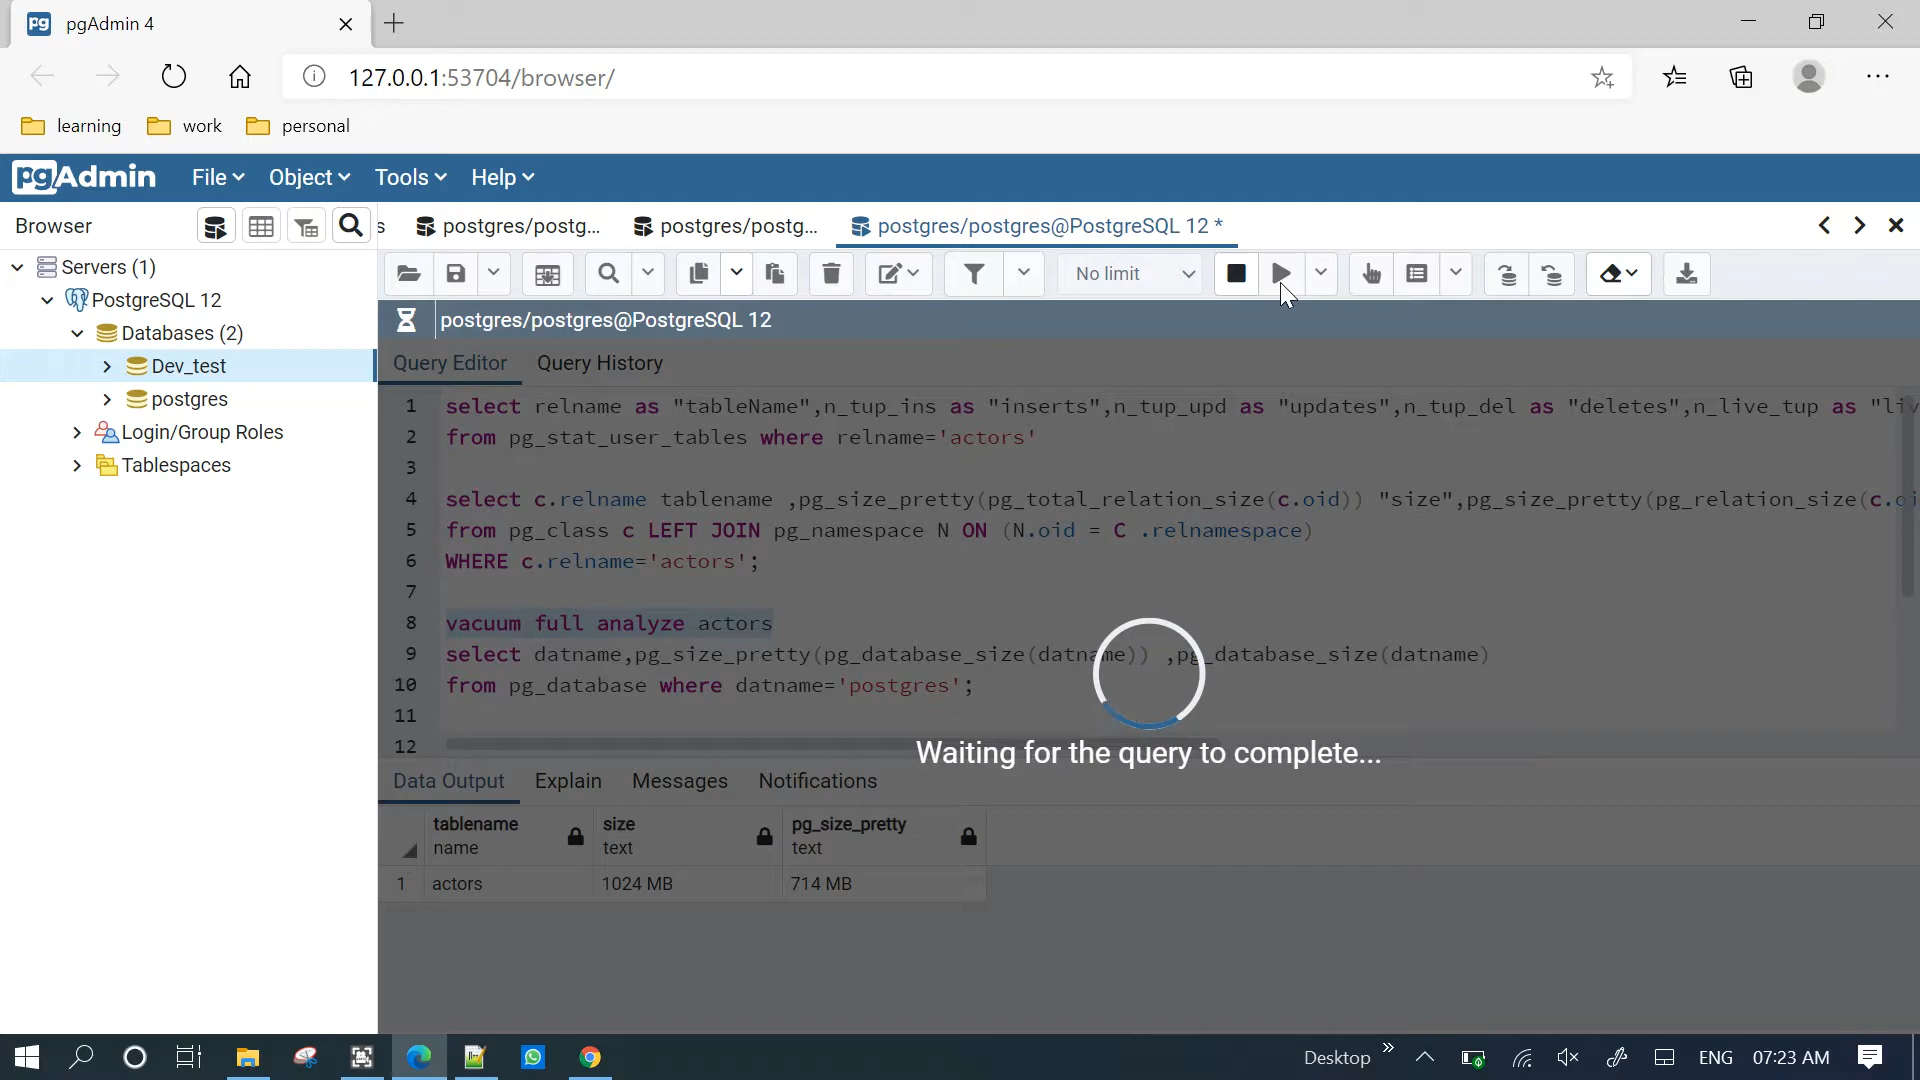 pgAdmin 4
127.0.0.1:53704/browser/
learning work personal
pgAdmin File Object Tools Help
Browser s postgres/postg... postgres/postg... postgres/postgres@PostgreSQL 12 *
No limit
Servers (1)
PostgreSQL 12
Databases (2)
Dev_test
postgres
Login/Group Roles
Tablespaces
postgres/postgres@PostgreSQL 12
Query Editor Query History
1 select relname as "tableName",n_tup_ins as "inserts",n_tup_upd as "updates",n_tup_del as "deletes",n_live_tup as "liv
2 from pg_stat_user_tables where relname='actors'
3
4 select c.relname tablename ,pg_size_pretty(pg_total_relation_size(c.oid)) "size",pg_size_pretty(pg_relation_size(c.oi
5 from pg_class c LEFT JOIN pg_namespace N ON (N.oid = C .relnamespace)
6 WHERE c.relname='actors';
7
8 vacuum full analyze actors
9 select datname,pg_size_pretty(pg_database_size(datname)) ,pg_database_size(datname)
10 from pg_database where datname='postgres';
11
12
Waiting for the query to complete...
Data Output Explain Messages Notifications
tablename size pg_size_pretty
name text text
1 actors 1024 MB 714 MB
Desktop ENG 07:23 AM